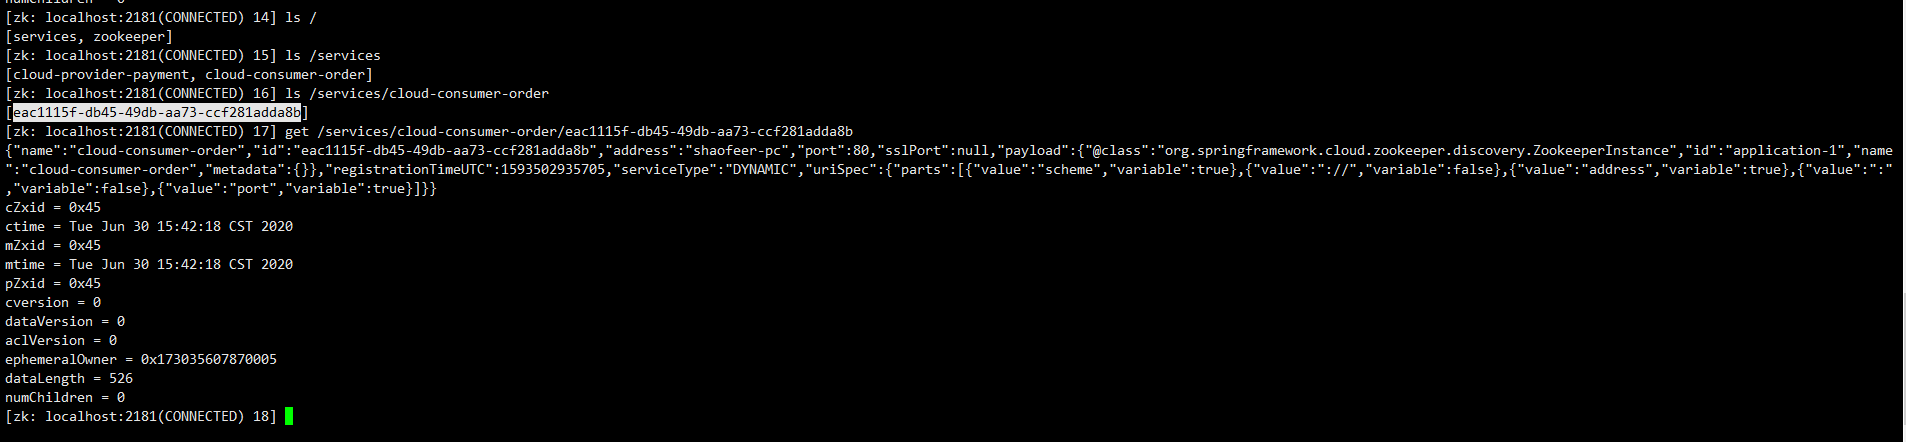 numChildren = 0
[zk: localhost:2181(CONNECTED) 14] ls /
[services, zookeeper]
[zk: localhost:2181(CONNECTED) 15] ls /services
[cloud-provider-payment, cloud-consumer-order]
[zk: localhost:2181(CONNECTED) 16] ls /services/cloud-consumer-order
[eac1115f-db45-49db-aa73-ccf281adda8b]
[zk: localhost:2181(CONNECTED) 17] get /services/cloud-consumer-order/eac1115f-db45-49db-aa73-ccf281adda8b
{"name":"cloud-consumer-order","id":"eac1115f-db45-49db-aa73-ccf281adda8b","address":"shaofeer-pc","port":80,"sslPort":null,"payload":{"@class":"org.springframework.cloud.zookeeper.discovery.ZookeeperInstance","id":"application-1","name
":"cloud-consumer-order","metadata":{}},"registrationTimeUTC":1593502935705,"serviceType":"DYNAMIC","uriSpec":{"parts":[{"value":"scheme","variable":true},{"value":"://","variable":false},{"value":"address","variable":true},{"value":":"
,"variable":false},{"value":"port","variable":true}]}}
cZxid = 0x45
ctime = Tue Jun 30 15:42:18 CST 2020
mZxid = 0x45
mtime = Tue Jun 30 15:42:18 CST 2020
pZxid = 0x45
cversion = 0
dataVersion = 0
aclVersion = 0
ephemeralOwner = 0x173035607870005
dataLength = 526
numChildren = 0
[zk: localhost:2181(CONNECTED) 18]